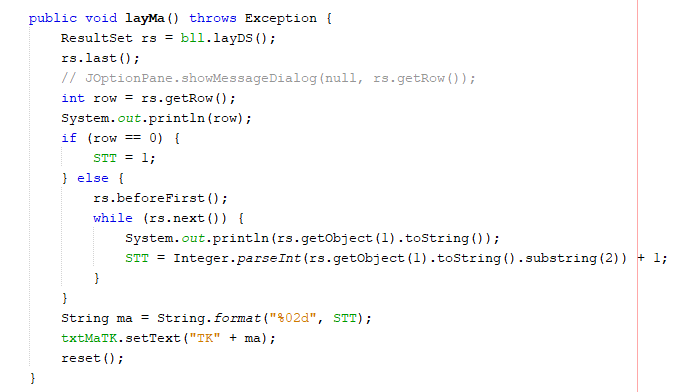 public void layMa() throws Exception {
    ResultSet rs = bll.layDS();
    rs.last();
    // JOptionPane.showMessageDialog(null, rs.getRow());
    int row = rs.getRow();
    System.out.println(row);
    if (row == 0) {
        STT = 1;
    } else {
        rs.beforeFirst();
        while (rs.next()) {
            System.out.println(rs.getObject(1).toString());
            STT = Integer.parseInt(rs.getObject(1).toString().substring(2)) + 1;
        }
    }
    String ma = String.format("%02d", STT);
    txtMaTK.setText("TK" + ma);
    reset();
}